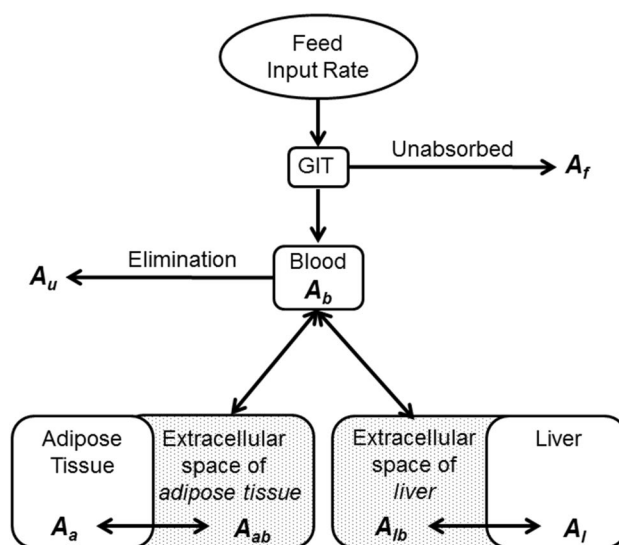 Feed
Input Rate
GIT
Unabsorbed
A_f
Elimination
Blood
A_u
A_b
Adipose
Tissue
Extracellular
space of
adipose tissue
Extracellular
space of
liver
Liver
A_a
A_ab
A_lb
A_l